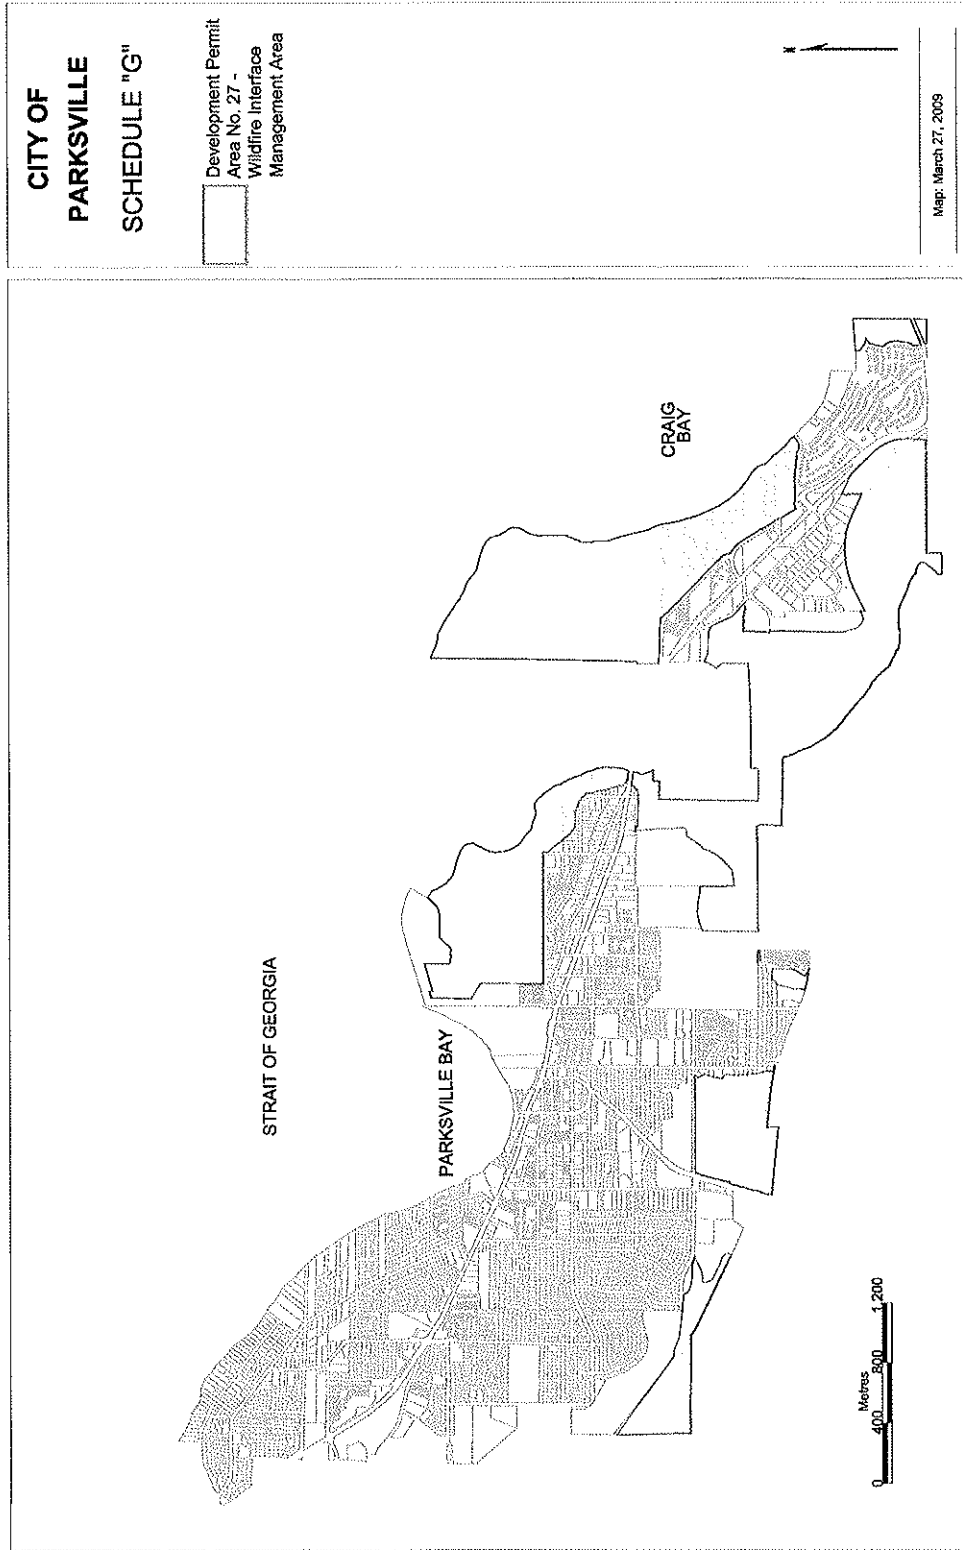 CITY OF
PARKSVILLE
SCHEDULE "G"
Development Permit
Area No. 27 -
Wildfire Interface
Management Area
N
Map: March 27, 2009
STRAIT OF GEORGIA
PARKSVILLE BAY
CRAIG
BAY
Metres
0 400 800 1,200